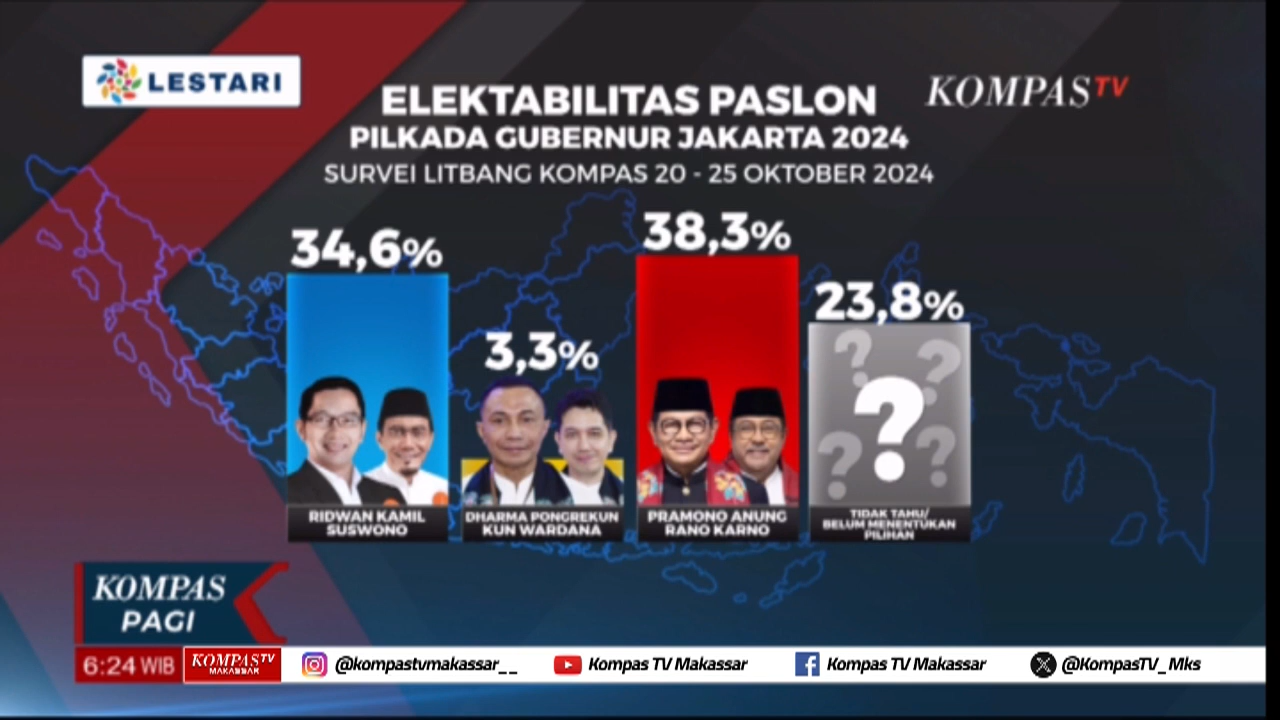 LESTARI
KOMPASTV
ELEKTABILITAS PASLON
PILKADA GUBERNUR JAKARTA 2024
SURVEI LITBANG KOMPAS 20 - 25 OKTOBER 2024
34,6%
3,3%
38,3%
23,8%
?
? ? ? ?
RIDWAN KAMIL
SUSWONO
DHARMA PONGREKUN
KUN WARDANA
PRAMONO ANUNG
RANO KARNO
TIDAK TAHU/
BELUM MENENTUKAN
PILIHAN
KOMPAS
PAGI
6:24 WIB
KOMPASTV
MAKASSAR
@kompastvmakassar__
Kompas TV Makassar
Kompas TV Makassar
@KompasTV_Mks